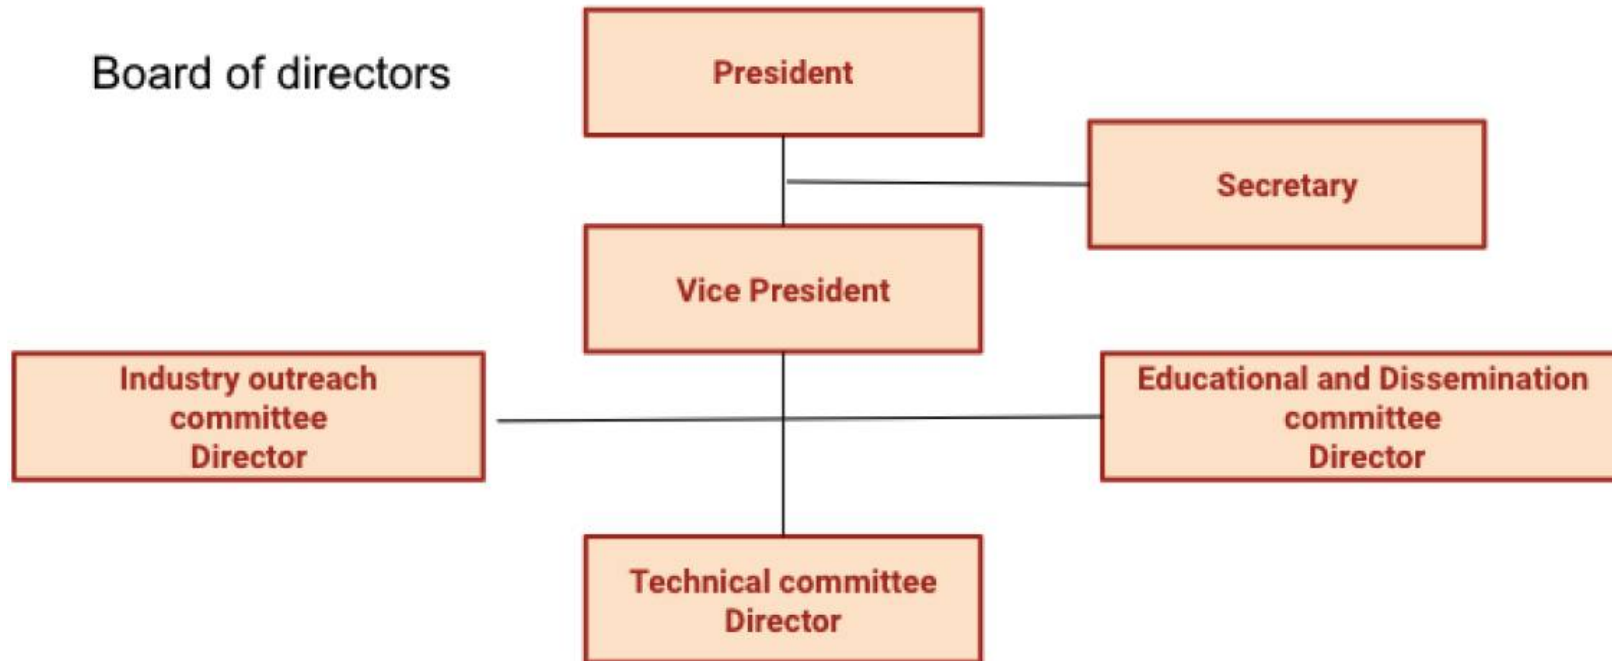 Board of directors
President
Secretary
Vice President
Industry outreach
committee
Director
Educational and Dissemination
committee
Director
Technical committee
Director